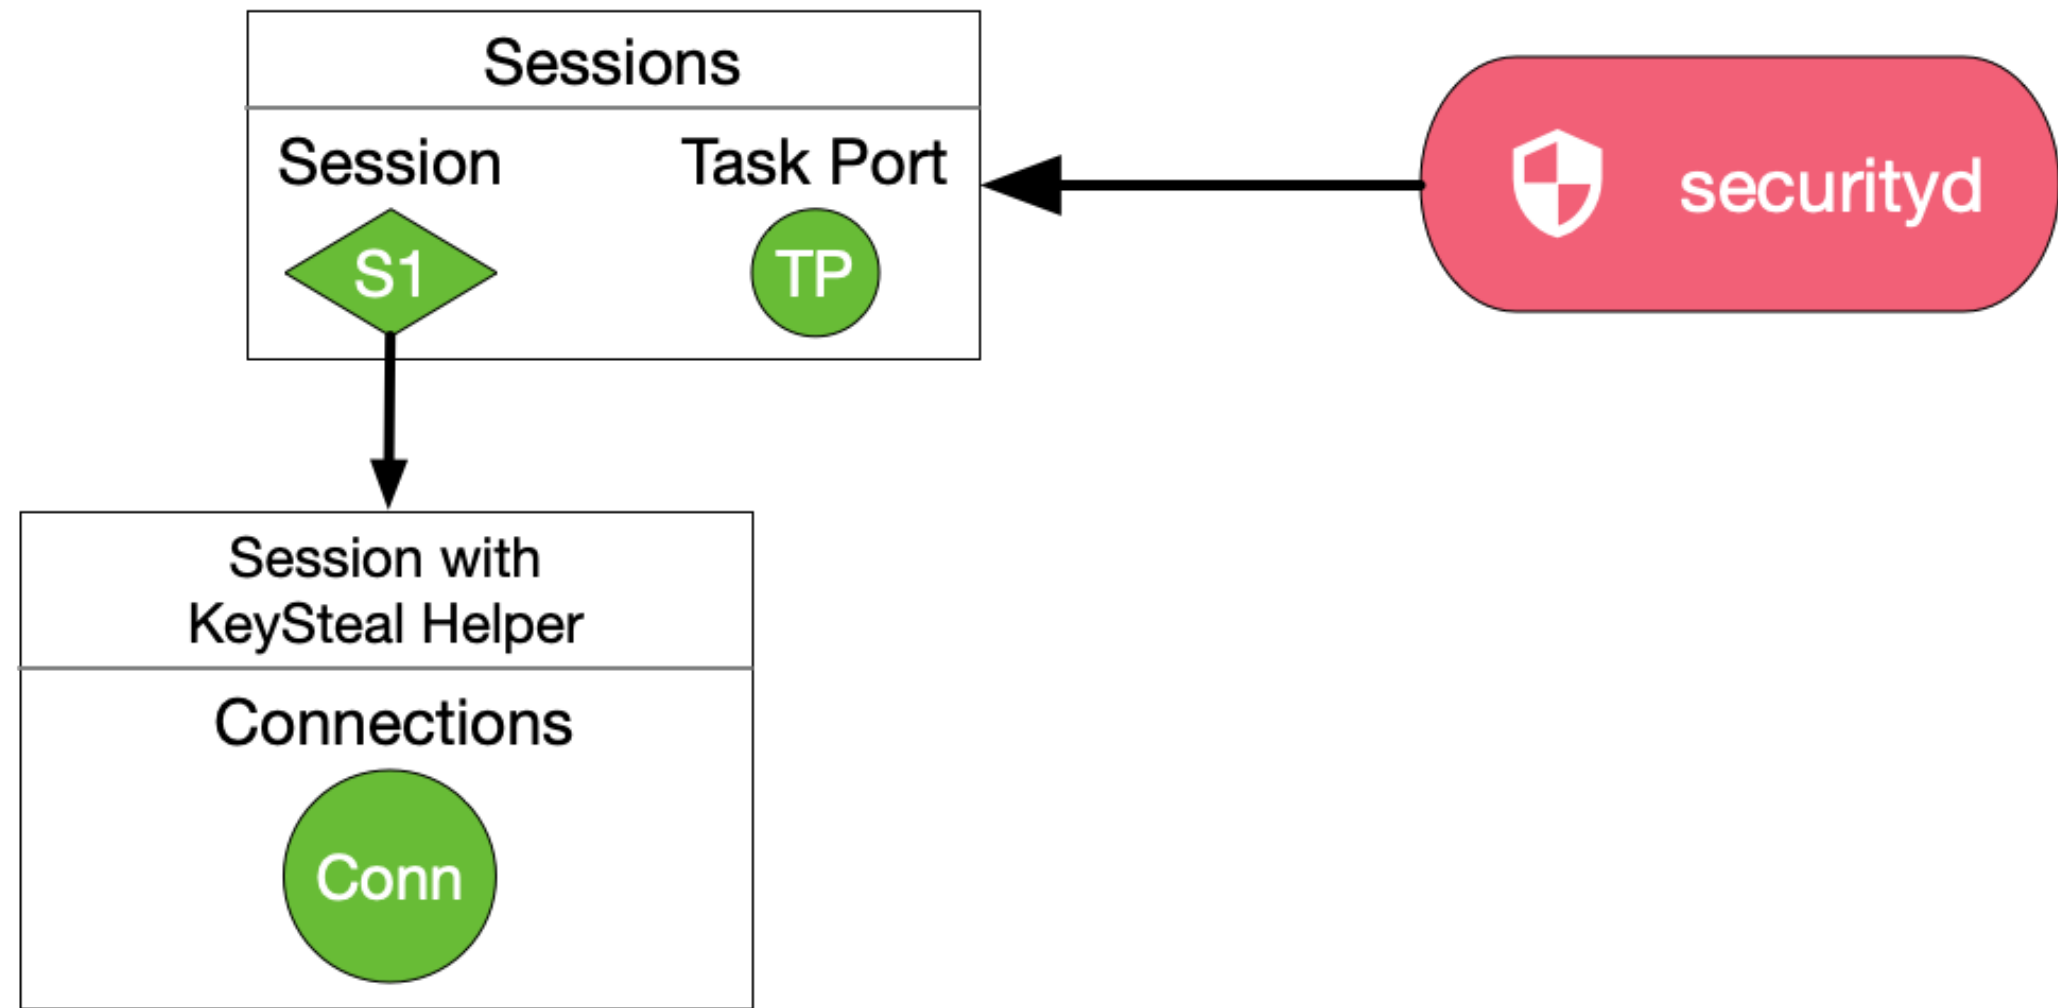 Sessions
Session
Task Port
S1
TP
securityd
Session with
KeySteal Helper
Connections
Conn